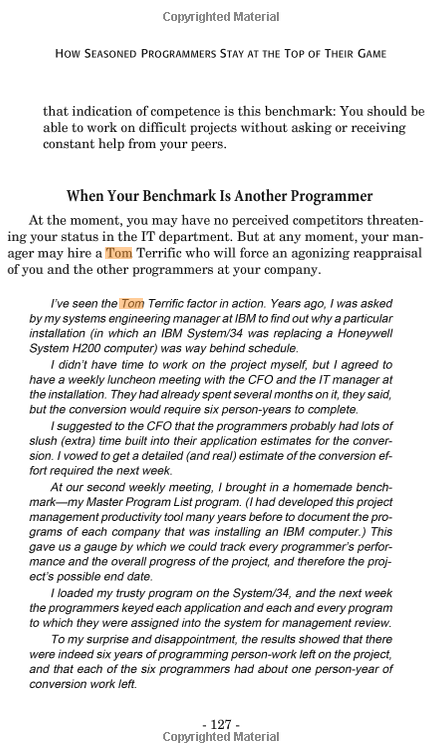 Copyrighted Material
HOW SEASONED PROGRAMMERS STAY AT THE TOP OF THEIR GAME
that indication of competence is this benchmark: You should be
able to work on difficult projects without asking or receiving
constant help from your peers.
When Your Benchmark Is Another Programmer
At the moment, you may have no perceived competitors threaten-
ing your status in the IT department. But at any moment, your man-
ager may hire a Tom Terrific who will force an agonizing reappraisal
of you and the other programmers at your company.
I've seen the Tom Terrific factor in action. Years ago, I was asked
by my systems engineering manager at IBM to find out why a particular
installation (in which an IBM System/34 was replacing a Honeywell
System H200 computer) was way behind schedule.
I didn't have time to work on the project myself, but I agreed to
have a weekly luncheon meeting with the CFO and the IT manager at
the installation. They had already spent several months on it, they said,
but the conversion would require six person-years to complete.
I suggested to the CFO that the programmers probably had lots of
slush (extra) time built into their application estimates for the conver-
sion. I vowed to get a detailed (and real) estimate of the conversion ef-
fort required the next week.
At our second weekly meeting, I brought in a homemade bench-
mark—my Master Program List program. (I had developed this project
management productivity tool many years before to document the pro-
grams of each company that was installing an IBM computer.) This
gave us a gauge by which we could track every programmer's perfor-
mance and the overall progress of the project, and therefore the proj-
ect's possible end date.
I loaded my trusty program on the System/34, and the next week
the programmers keyed each application and each and every program
to which they were assigned into the system for management review.
To my surprise and disappointment, the results showed that there
were indeed six years of programming person-work left on the project,
and that each of the six programmers had about one person-year of
conversion work left.
- 127 -
Copyrighted Material